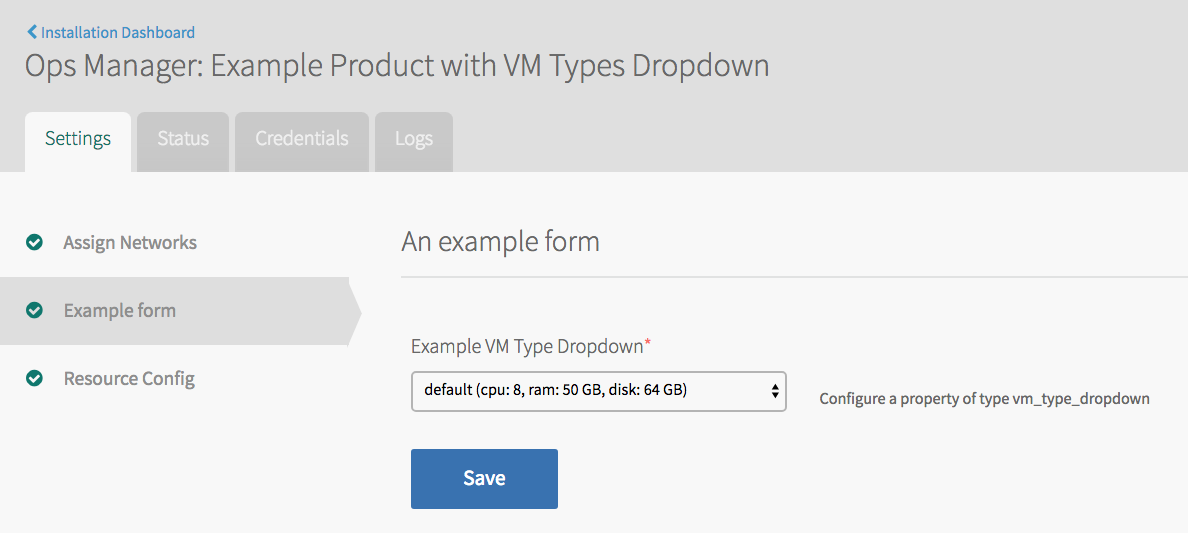 Installation Dashboard
Ops Manager: Example Product with VM Types Dropdown
Settings
Status
Credentials
Logs
Assign Networks
Example form
Resource Config
An example form
Example VM Type Dropdown*
default (cpu: 8, ram: 50 GB, disk: 64 GB)
Configure a property of type vm_type_dropdown
Save